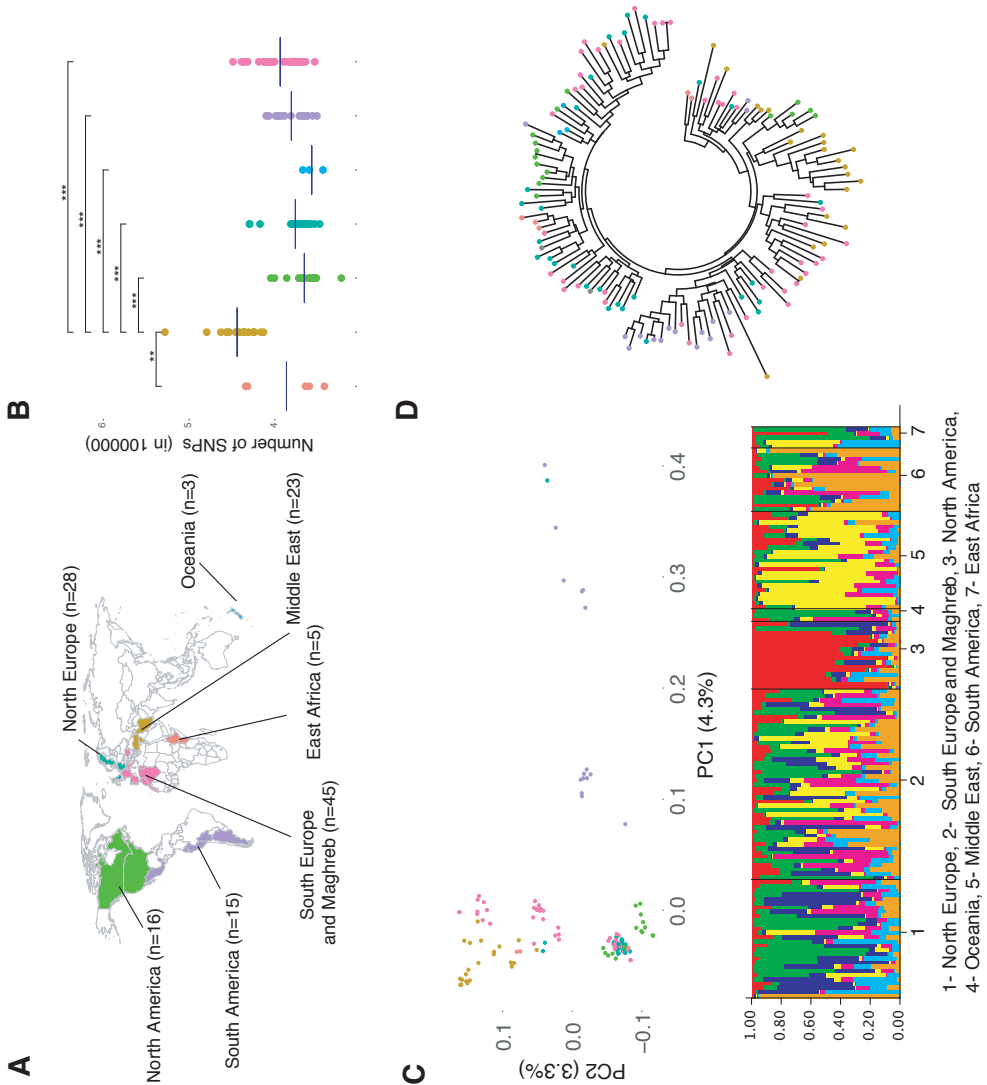 A
North Europe (n=28)
Oceania (n=3)
Middle East (n=23)
East Africa (n=5)
South Europe
and Maghreb (n=45)
South America (n=15)
North America (n=16)
B
Number of SNPs (in 100000)
6
5
4
**
***
***
***
***
***
C
PC2 (3.3%)
0.1
0.0
−0.1
0.0
0.1
0.2
0.3
0.4
PC1 (4.3%)
1.00
0.80
0.60
0.40
0.20
0.00
1
2
3
4
5
6
7
1- North Europe, 2- South Europe and Maghreb, 3- North America,
4- Oceania, 5- Middle East, 6- South America, 7- East Africa
D